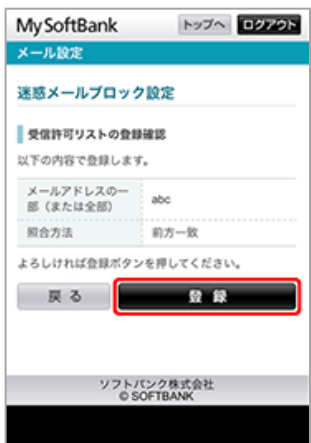 My SoftBank トップへ ログアウト
メール設定
迷惑メールブロック設定
受信許可リストの登録確認
以下の内容で登録します。
メールアドレスの一
部（または全部） abc
照合方法 前方一致
よろしければ登録ボタンを押してください。
戻る 登録
ソフトバンク株式会社
© SOFTBANK